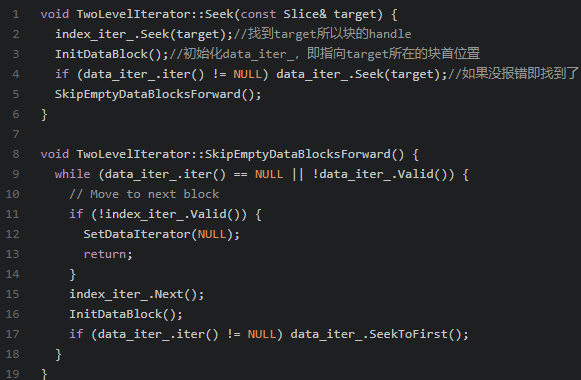 1 void TwoLevelIterator::Seek(const Slice& target) {
2   index_iter_.Seek(target);//找到target所以块的handle
3   InitDataBlock();//初始化data_iter_, 即指向target所在的块首位置
4   if (data_iter_.iter() != NULL) data_iter_.Seek(target);//如果没报错即找到了
5   SkipEmptyDataBlocksForward();
6 }
7
8 void TwoLevelIterator::SkipEmptyDataBlocksForward() {
9   while (data_iter_.iter() == NULL || !data_iter_.Valid()) {
10     // Move to next block
11     if (!index_iter_.Valid()) {
12       SetDataIterator(NULL);
13       return;
14     }
15     index_iter_.Next();
16     InitDataBlock();
17     if (data_iter_.iter() != NULL) data_iter_.SeekToFirst();
18   }
19 }